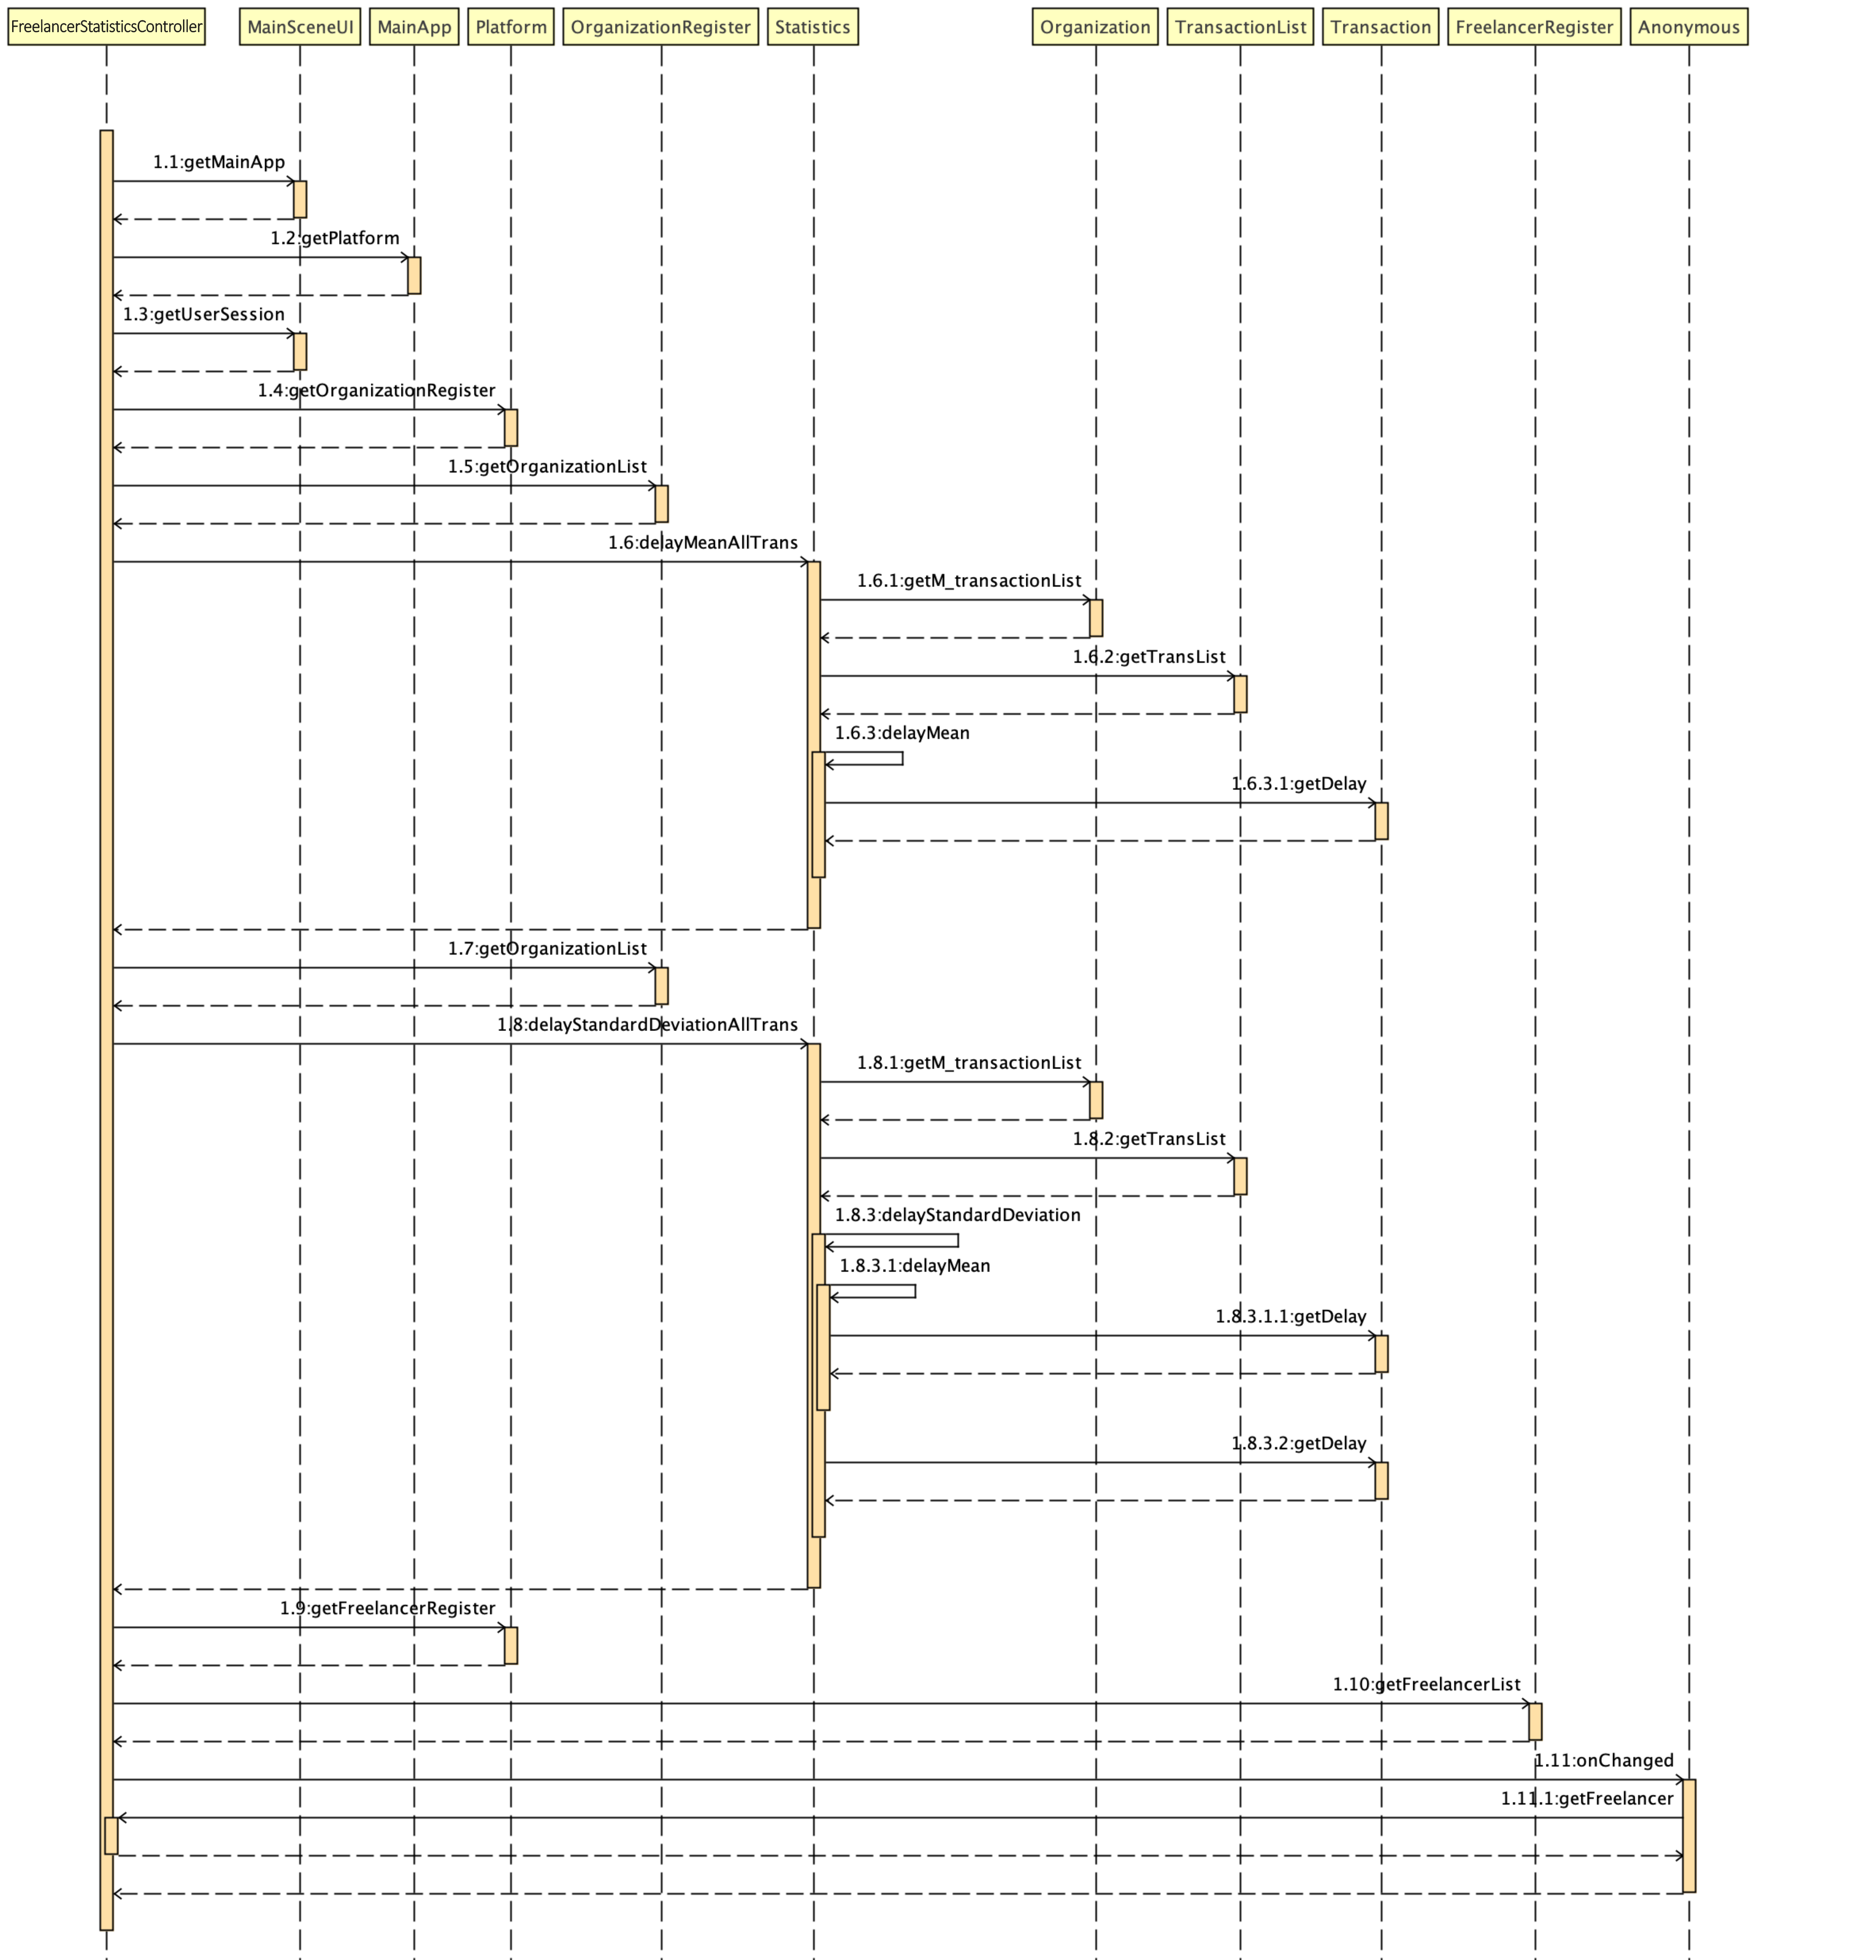 FreelancerStatisticsController
MainSceneUI
MainApp
Platform
OrganizationRegister
Statistics
Organization
TransactionList
Transaction
FreelancerRegister
Anonymous
1.1:getMainApp
1.2:getPlatform
1.3:getUserSession
1.4:getOrganizationRegister
1.5:getOrganizationList
1.6:delayMeanAllTrans
1.6.1:getM_transactionList
1.6.2:getTransList
1.6.3:delayMean
1.6.3.1:getDelay
1.7:getOrganizationList
1.8:delayStandardDeviationAllTrans
1.8.1:getM_transactionList
1.8.2:getTransList
1.8.3:delayStandardDeviation
1.8.3.1:delayMean
1.8.3.1.1:getDelay
1.8.3.2:getDelay
1.9:getFreelancerRegister
1.10:getFreelancerList
1.11:onChanged
1.11.1:getFreelancer